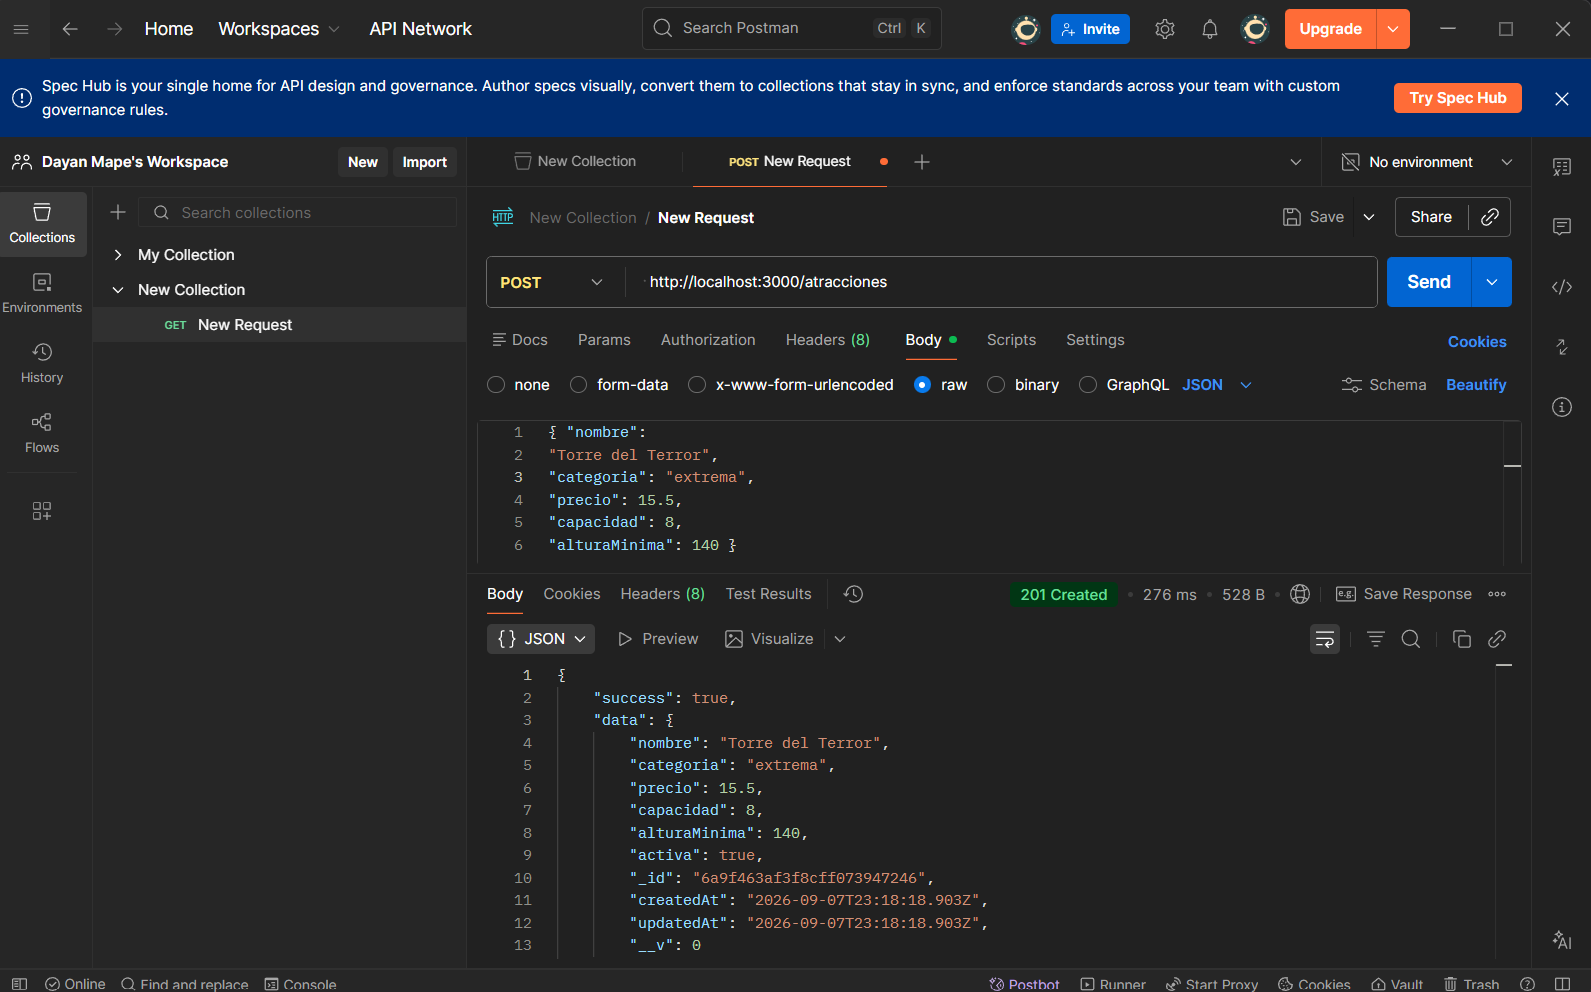 Home Workspaces API Network Search Postman Ctrl K Invite Upgrade
Spec Hub is your single home for API design and governance. Author specs visually, convert them to collections that stay in sync, and enforce standards across your team with custom
governance rules.
Try Spec Hub
Dayan Mape's Workspace New Import New Collection POST New Request No environment
Collections
Environments
History
Flows
Search collections
My Collection
New Collection
GET New Request
HTTP New Collection / New Request Save Share
POST http://localhost:3000/atracciones Send
Docs Params Authorization Headers (8) Body Scripts Settings Cookies
none form-data x-www-form-urlencoded raw binary GraphQL JSON Schema Beautify
1 { "nombre":
2 "Torre del Terror",
3 "categoria": "extrema",
4 "precio": 15.5,
5 "capacidad": 8,
6 "alturaMinima": 140 }
Body Cookies Headers (8) Test Results 201 Created • 276 ms • 528 B • e.g. Save Response
{} JSON Preview Visualize
1 {
2 "success": true,
3 "data": {
4 "nombre": "Torre del Terror",
5 "categoria": "extrema",
6 "precio": 15.5,
7 "capacidad": 8,
8 "alturaMinima": 140,
9 "activa": true,
10 "_id": "6a9f463af3f8cff073947246",
11 "createdAt": "2026-09-07T23:18:18.903Z",
12 "updatedAt": "2026-09-07T23:18:18.903Z",
13 "__v": 0
AI
Online Find and replace Console Postbot Runner Start Proxy Cookies Vault Trash